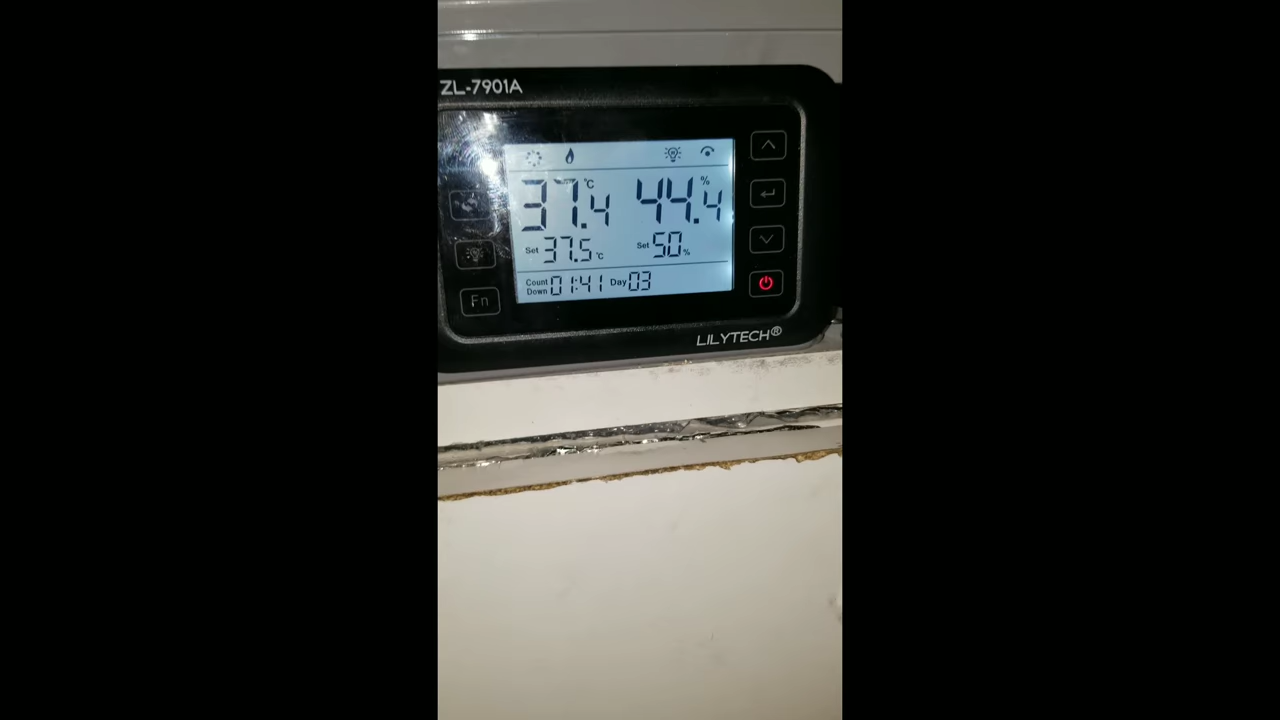 ZL-7901A
37.4 °C 44.4 %
Set 37.5 °C Set 50 %
Count Down 01:41 Day 03
Fn
LILYTECH®